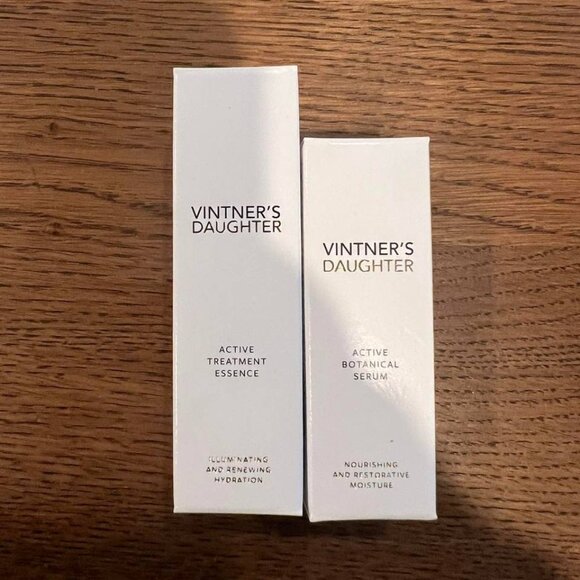 VINTNER'S
DAUGHTER
ACTIVE
TREATMENT
ESSENCE
ILLUMINATING
AND RENEWING
HYDRATION
VINTNER'S
DAUGHTER
ACTIVE
BOTANICAL
SERUM
NOURISHING
AND RESTORATIVE
MOISTURE